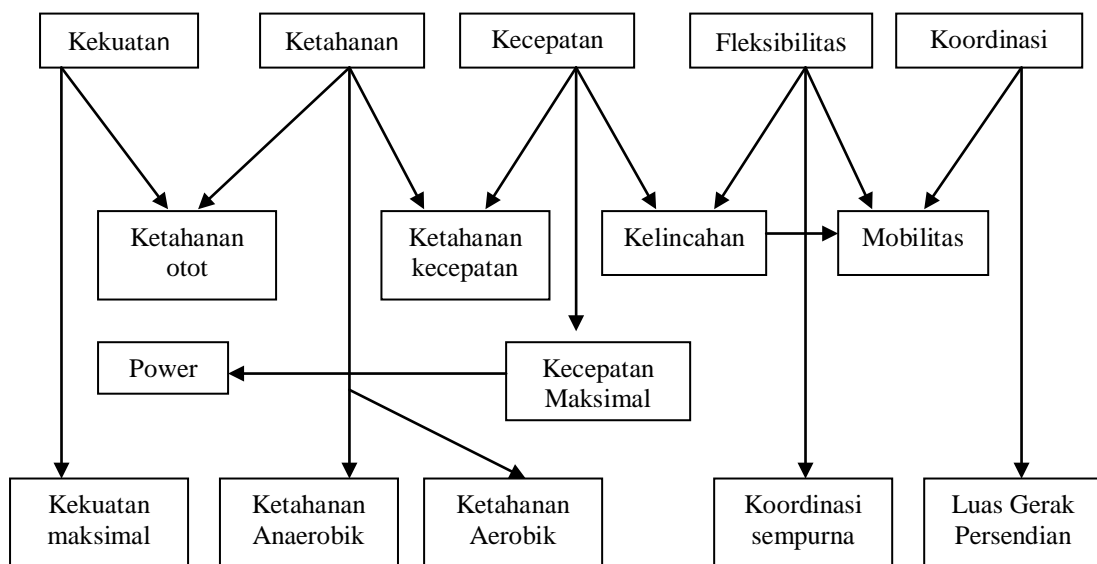 Kekuatan
Ketahanan
Kecepatan
Fleksibilitas
Koordinasi
Ketahanan
otot
Ketahanan
kecepatan
Kelincahan
Mobilitas
Power
Kecepatan
Maksimal
Kekuatan
maksimal
Ketahanan
Anaerobik
Ketahanan
Aerobik
Koordinasi
sempurna
Luas Gerak
Persendian